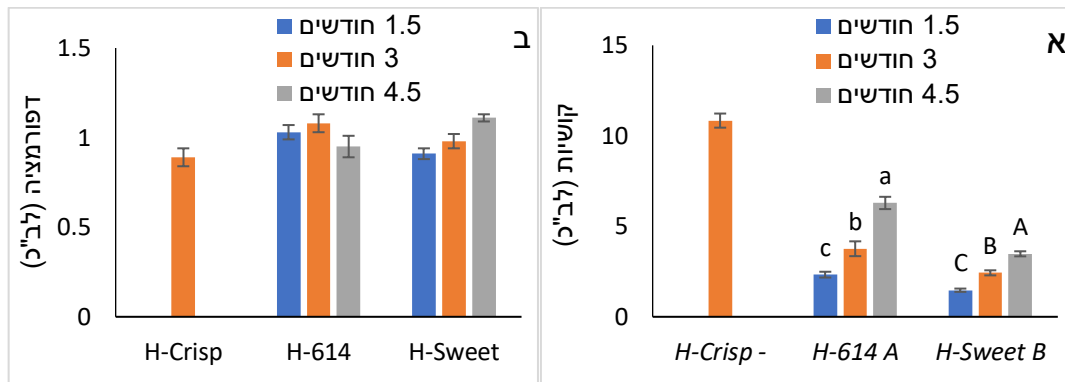 א
1.5 חודשים
3 חודשים
4.5 חודשים
קושיות (לב"כ)
15
10
5
0
c
b
a
C
B
A
H-Crisp -
H-614 A
H-Sweet B
ב
1.5 חודשים
3 חודשים
4.5 חודשים
דפורמציה (לב"כ)
1.5
1
0.5
0
H-Crisp
H-614
H-Sweet